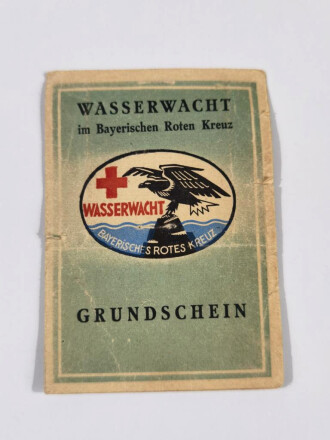 WASSERWACHT
im Bayerischen Roten Kreuz
WASSERWACHT
BAYERISCHES ROTES KREUZ
GRUNDSCHEIN